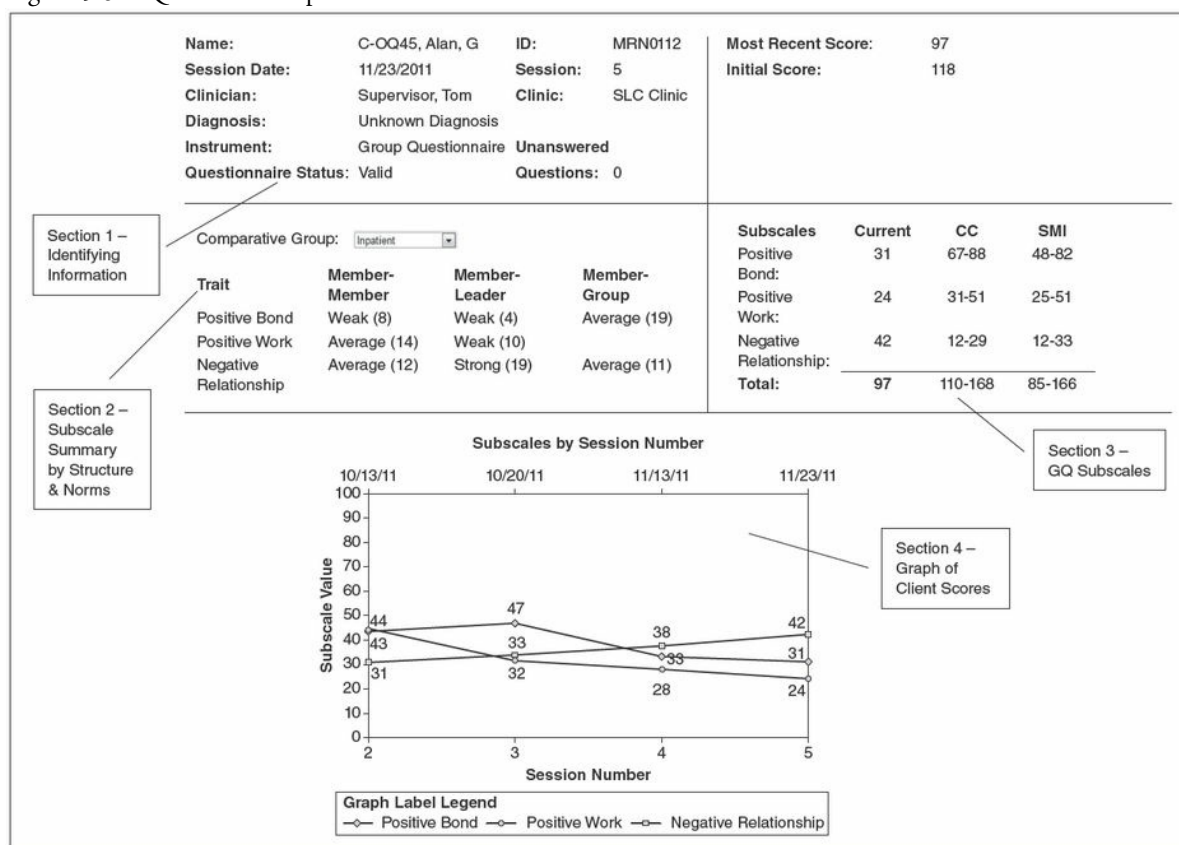 Name: C-OQ45, Alan, G ID: MRN0112
Session Date: 11/23/2011 Session: 5
Clinician: Supervisor, Tom Clinic: SLC Clinic
Diagnosis: Unknown Diagnosis
Instrument: Group Questionnaire Unanswered
Questionnaire Status: Valid Questions: 0
Most Recent Score: 97
Initial Score: 118
Section 1 –
Identifying
Information
Comparative Group: Inpatient
Trait Member-Member Member-Leader Member-Group
Positive Bond Weak (8) Weak (4) Average (19)
Positive Work Average (14) Weak (10)
Negative Average (12) Strong (19) Average (11)
Relationship
Section 2 –
Subscale
Summary
by Structure
& Norms
Subscales Current CC SMI
Positive 31 67-88 48-82
Bond:
Positive 24 31-51 25-51
Work:
Negative 42 12-29 12-33
Relationship:
Total: 97 110-168 85-166
Section 3 –
GQ Subscales
Subscales by Session Number
10/13/11 10/20/11 11/13/11 11/23/11
100
90
80
70
60
50
40
30
20
10
0
Subscale Value
44 47 38 42
43 33 33 31
31 32 28 24
2 3 4 5
Session Number
Section 4 –
Graph of
Client Scores
Graph Label Legend
Positive Bond Positive Work Negative Relationship